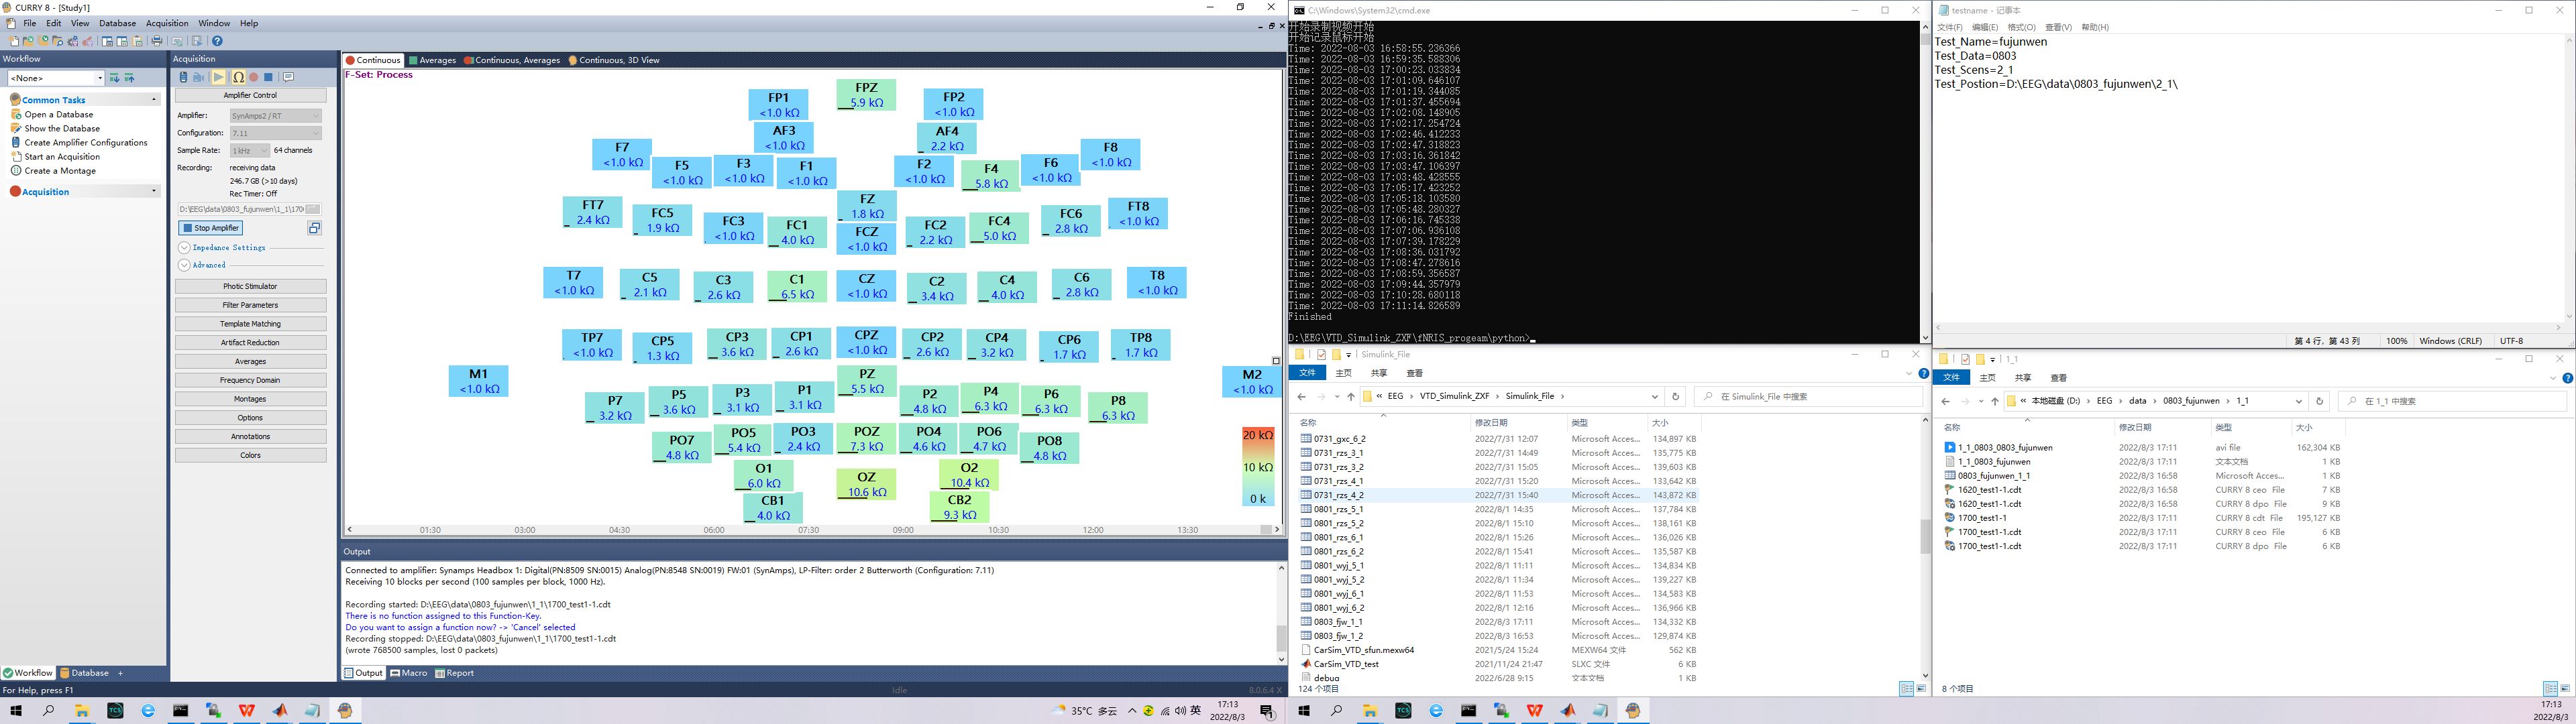 CURRY 8 - [Study1]
File Edit View Database Acquisition Window Help
Workflow
<None>
Common Tasks
Open a Database
Show the Database
Create Amplifier Configurations
Start an Acquisition
Create a Montage
Acquisition
Acquisition
Amplifier Control
Amplifier: SynAmps2 / RT
Configuration: 7.11
Sample Rate: 1kHz 64 channels
Recording: receiving data
246.7 GB (>10 days)
Rec Timer: Off
D:\EEG\data\0803_fujunwen\1_1\1700
Stop Amplifier
Impedance Settings
Advanced
Photic Stimulator
Filter Parameters
Template Matching
Artifact Reduction
Averages
Frequency Domain
Montages
Options
Annotations
Colors
Continuous Averages Continuous, Averages Continuous, 3D View
F-Set: Process
FP1 <1.0 kΩ
FPZ 5.9 kΩ
FP2 <1.0 kΩ
AF3 <1.0 kΩ
AF4 2.2 kΩ
F7 <1.0 kΩ
F5 <1.0 kΩ
F3 <1.0 kΩ
F1 <1.0 kΩ
F2 <1.0 kΩ
F4 5.8 kΩ
F6 <1.0 kΩ
F8 <1.0 kΩ
FZ 1.8 kΩ
FT7 2.4 kΩ
FC5 1.9 kΩ
FC3 <1.0 kΩ
FC1 4.0 kΩ
FCZ <1.0 kΩ
FC2 2.2 kΩ
FC4 5.0 kΩ
FC6 2.8 kΩ
FT8 <1.0 kΩ
T7 <1.0 kΩ
C5 2.1 kΩ
C3 2.6 kΩ
C1 6.5 kΩ
CZ <1.0 kΩ
C2 3.4 kΩ
C4 4.0 kΩ
C6 2.8 kΩ
T8 <1.0 kΩ
TP7 <1.0 kΩ
CP5 1.3 kΩ
CP3 3.6 kΩ
CP1 2.6 kΩ
CPZ <1.0 kΩ
CP2 2.6 kΩ
CP4 3.2 kΩ
CP6 1.7 kΩ
TP8 1.7 kΩ
M1 <1.0 kΩ
M2 <1.0 kΩ
P7 3.2 kΩ
P5 3.6 kΩ
P3 3.1 kΩ
P1 3.1 kΩ
PZ 5.5 kΩ
P2 4.8 kΩ
P4 6.3 kΩ
P6 6.3 kΩ
P8 6.3 kΩ
PO7 4.8 kΩ
PO5 5.4 kΩ
PO3 2.4 kΩ
POZ 7.3 kΩ
PO4 4.6 kΩ
PO6 4.7 kΩ
PO8 4.8 kΩ
O1 6.0 kΩ
OZ 10.6 kΩ
O2 10.4 kΩ
CB1 4.0 kΩ
CB2 9.3 kΩ
20 kΩ
10 kΩ
0 k
01:30 03:00 04:30 06:00 07:30 09:00 10:30 12:00 13:30
Output
Connected to amplifier: Synamps Headbox 1: Digital(PN:8509 SN:0015) Analog(PN:8548 SN:0019) FW:01 (SynAmps), LP-Filter: order 2 Butterworth (Configuration: 7.11)
Receiving 10 blocks per second (100 samples per block, 1000 Hz).
Recording started: D:\EEG\data\0803_fujunwen\1_1\1700_test1-1.cdt
There is no function assigned to this Function-Key.
Do you want to assign a function now? -> 'Cancel' selected
Recording stopped: D:\EEG\data\0803_fujunwen\1_1\1700_test1-1.cdt
(wrote 768500 samples, lost 0 packets)
Workflow Database +
Output Macro Report
For Help, press F1
Idle
8.0.6.4 X
35°C 多云
英
17:13
2022/8/3
C:\Windows\System32\cmd.exe
开始录制视频开始
开始记录鼠标开始
Time: 2022-08-03 16:58:55.236366
Time: 2022-08-03 16:59:35.588306
Time: 2022-08-03 17:00:23.033834
Time: 2022-08-03 17:01:09.646107
Time: 2022-08-03 17:01:19.344085
Time: 2022-08-03 17:01:37.455694
Time: 2022-08-03 17:02:08.148905
Time: 2022-08-03 17:02:17.254724
Time: 2022-08-03 17:02:46.412233
Time: 2022-08-03 17:02:47.318823
Time: 2022-08-03 17:03:16.361842
Time: 2022-08-03 17:03:47.106397
Time: 2022-08-03 17:03:48.428555
Time: 2022-08-03 17:05:17.423252
Time: 2022-08-03 17:05:18.103580
Time: 2022-08-03 17:05:48.280327
Time: 2022-08-03 17:06:16.745338
Time: 2022-08-03 17:07:06.936108
Time: 2022-08-03 17:07:39.178229
Time: 2022-08-03 17:08:36.031792
Time: 2022-08-03 17:08:47.278616
Time: 2022-08-03 17:08:59.356587
Time: 2022-08-03 17:09:44.357979
Time: 2022-08-03 17:10:28.680118
Time: 2022-08-03 17:11:14.826589
Finished
D:\EEG\VTD_Simulink_ZXF\fNRIS_progeam\python>
Simulink_File
文件 主页 共享 查看
« EEG › VTD_Simulink_ZXF › Simulink_File ›
在 Simulink_File 中搜索
名称 修改日期 类型 大小
0731_gxc_6_2 2022/7/31 12:07 Microsoft Acces... 134,897 KB
0731_rzs_3_1 2022/7/31 14:49 Microsoft Acces... 135,775 KB
0731_rzs_3_2 2022/7/31 15:05 Microsoft Acces... 139,603 KB
0731_rzs_4_1 2022/7/31 15:20 Microsoft Acces... 133,642 KB
0731_rzs_4_2 2022/7/31 15:40 Microsoft Acces... 143,872 KB
0801_rzs_5_1 2022/8/1 14:35 Microsoft Acces... 137,784 KB
0801_rzs_5_2 2022/8/1 15:10 Microsoft Acces... 138,161 KB
0801_rzs_6_1 2022/8/1 15:26 Microsoft Acces... 136,026 KB
0801_rzs_6_2 2022/8/1 15:41 Microsoft Acces... 135,587 KB
0801_wyj_5_1 2022/8/1 11:11 Microsoft Acces... 134,834 KB
0801_wyj_5_2 2022/8/1 11:34 Microsoft Acces... 139,227 KB
0801_wyj_6_1 2022/8/1 11:53 Microsoft Acces... 134,583 KB
0801_wyj_6_2 2022/8/1 12:16 Microsoft Acces... 136,966 KB
0803_fjw_1_1 2022/8/3 17:11 Microsoft Acces... 134,332 KB
0803_fjw_1_2 2022/8/3 16:53 Microsoft Acces... 129,874 KB
CarSim_VTD_sfun.mexw64 2021/5/24 15:24 MEXW64 文件 562 KB
CarSim_VTD_test 2021/11/24 21:47 SLXC 文件 6 KB
debug 2022/6/28 9:15 文本文档 1 KB
124 个项目
testname - 记事本
文件(F) 编辑(E) 格式(O) 查看(V) 帮助(H)
Test_Name=fujunwen
Test_Data=0803
Test_Scens=2_1
Test_Postion=D:\EEG\data\0803_fujunwen\2_1\
第 4 行，第 43 列 100% Windows (CRLF) UTF-8
1_1
文件 主页 共享 查看
« 本地磁盘 (D:) › EEG › data › 0803_fujunwen › 1_1
在 1_1 中搜索
名称 修改日期 类型 大小
1_1_0803_0803_fujunwen 2022/8/3 17:11 avi file 162,304 KB
1_1_0803_fujunwen 2022/8/3 17:11 文本文档 1 KB
0803_fujunwen_1_1 2022/8/3 16:58 Microsoft Acces... 1 KB
1620_test1-1.cdt 2022/8/3 16:58 CURRY 8 ceo File 7 KB
1620_test1-1.cdt 2022/8/3 16:58 CURRY 8 dpo File 9 KB
1700_test1-1 2022/8/3 17:11 CURRY 8 cdt File 195,127 KB
1700_test1-1.cdt 2022/8/3 17:11 CURRY 8 ceo File 6 KB
1700_test1-1.cdt 2022/8/3 17:11 CURRY 8 dpo File 6 KB
8 个项目
17:13
2022/8/3